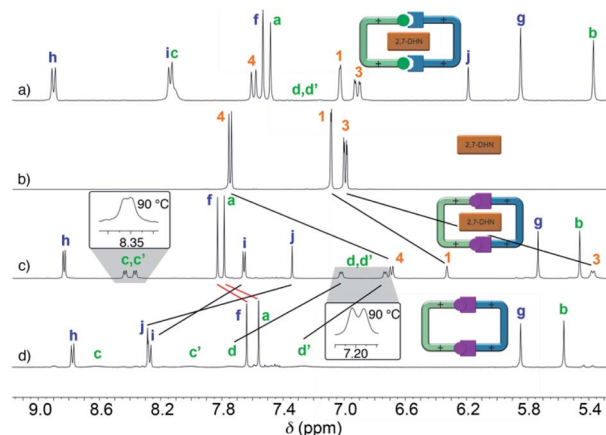 h i c 4 f a 2,7-DHN 1 3 d,d' j g b
a)
4 1 3 2,7-DHN
b)
90 °C
8.35
h c,c' f a i j d,d' 4 1 2,7-DHN g b 3
c)
90 °C
7.20
h c j i c' f a d d' g b
d)
9.0 8.6 8.2 7.8 7.4 7.0 6.6 6.2 5.8 5.4
δ (ppm)